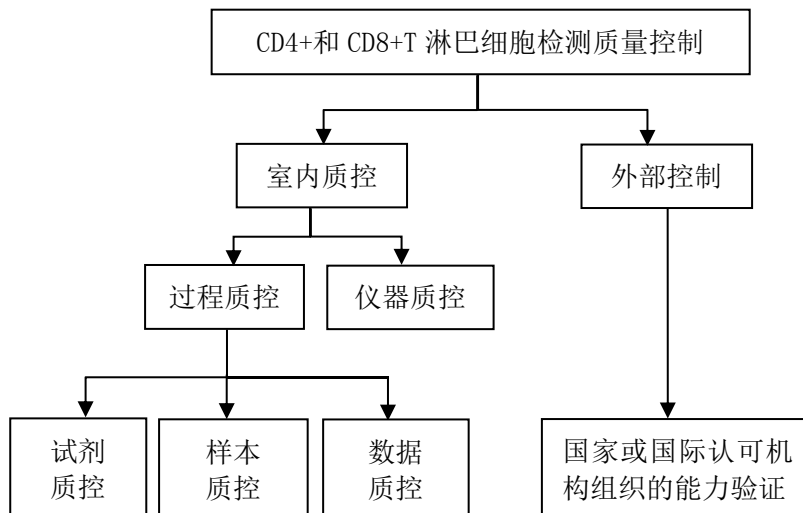 CD4+和 CD8+T 淋巴细胞检测质量控制
室内质控
外部控制
过程质控
仪器质控
试剂
质控
样本
质控
数据
质控
国家或国际认可机
构组织的能力验证